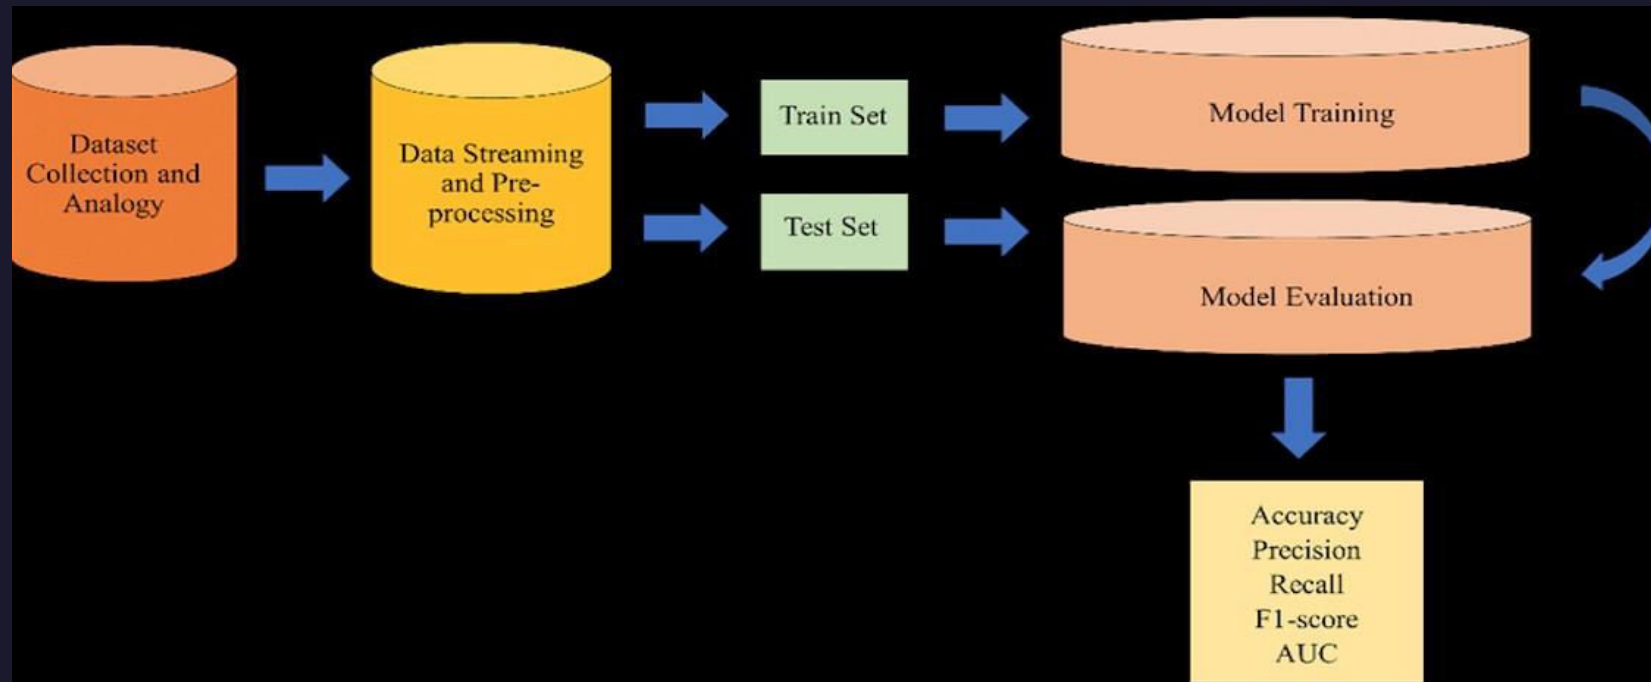 Dataset
Collection and
Analogy
Data Streaming
and Pre-
processing
Train Set
Test Set
Model Training
Model Evaluation
Accuracy
Precision
Recall
F1-score
AUC